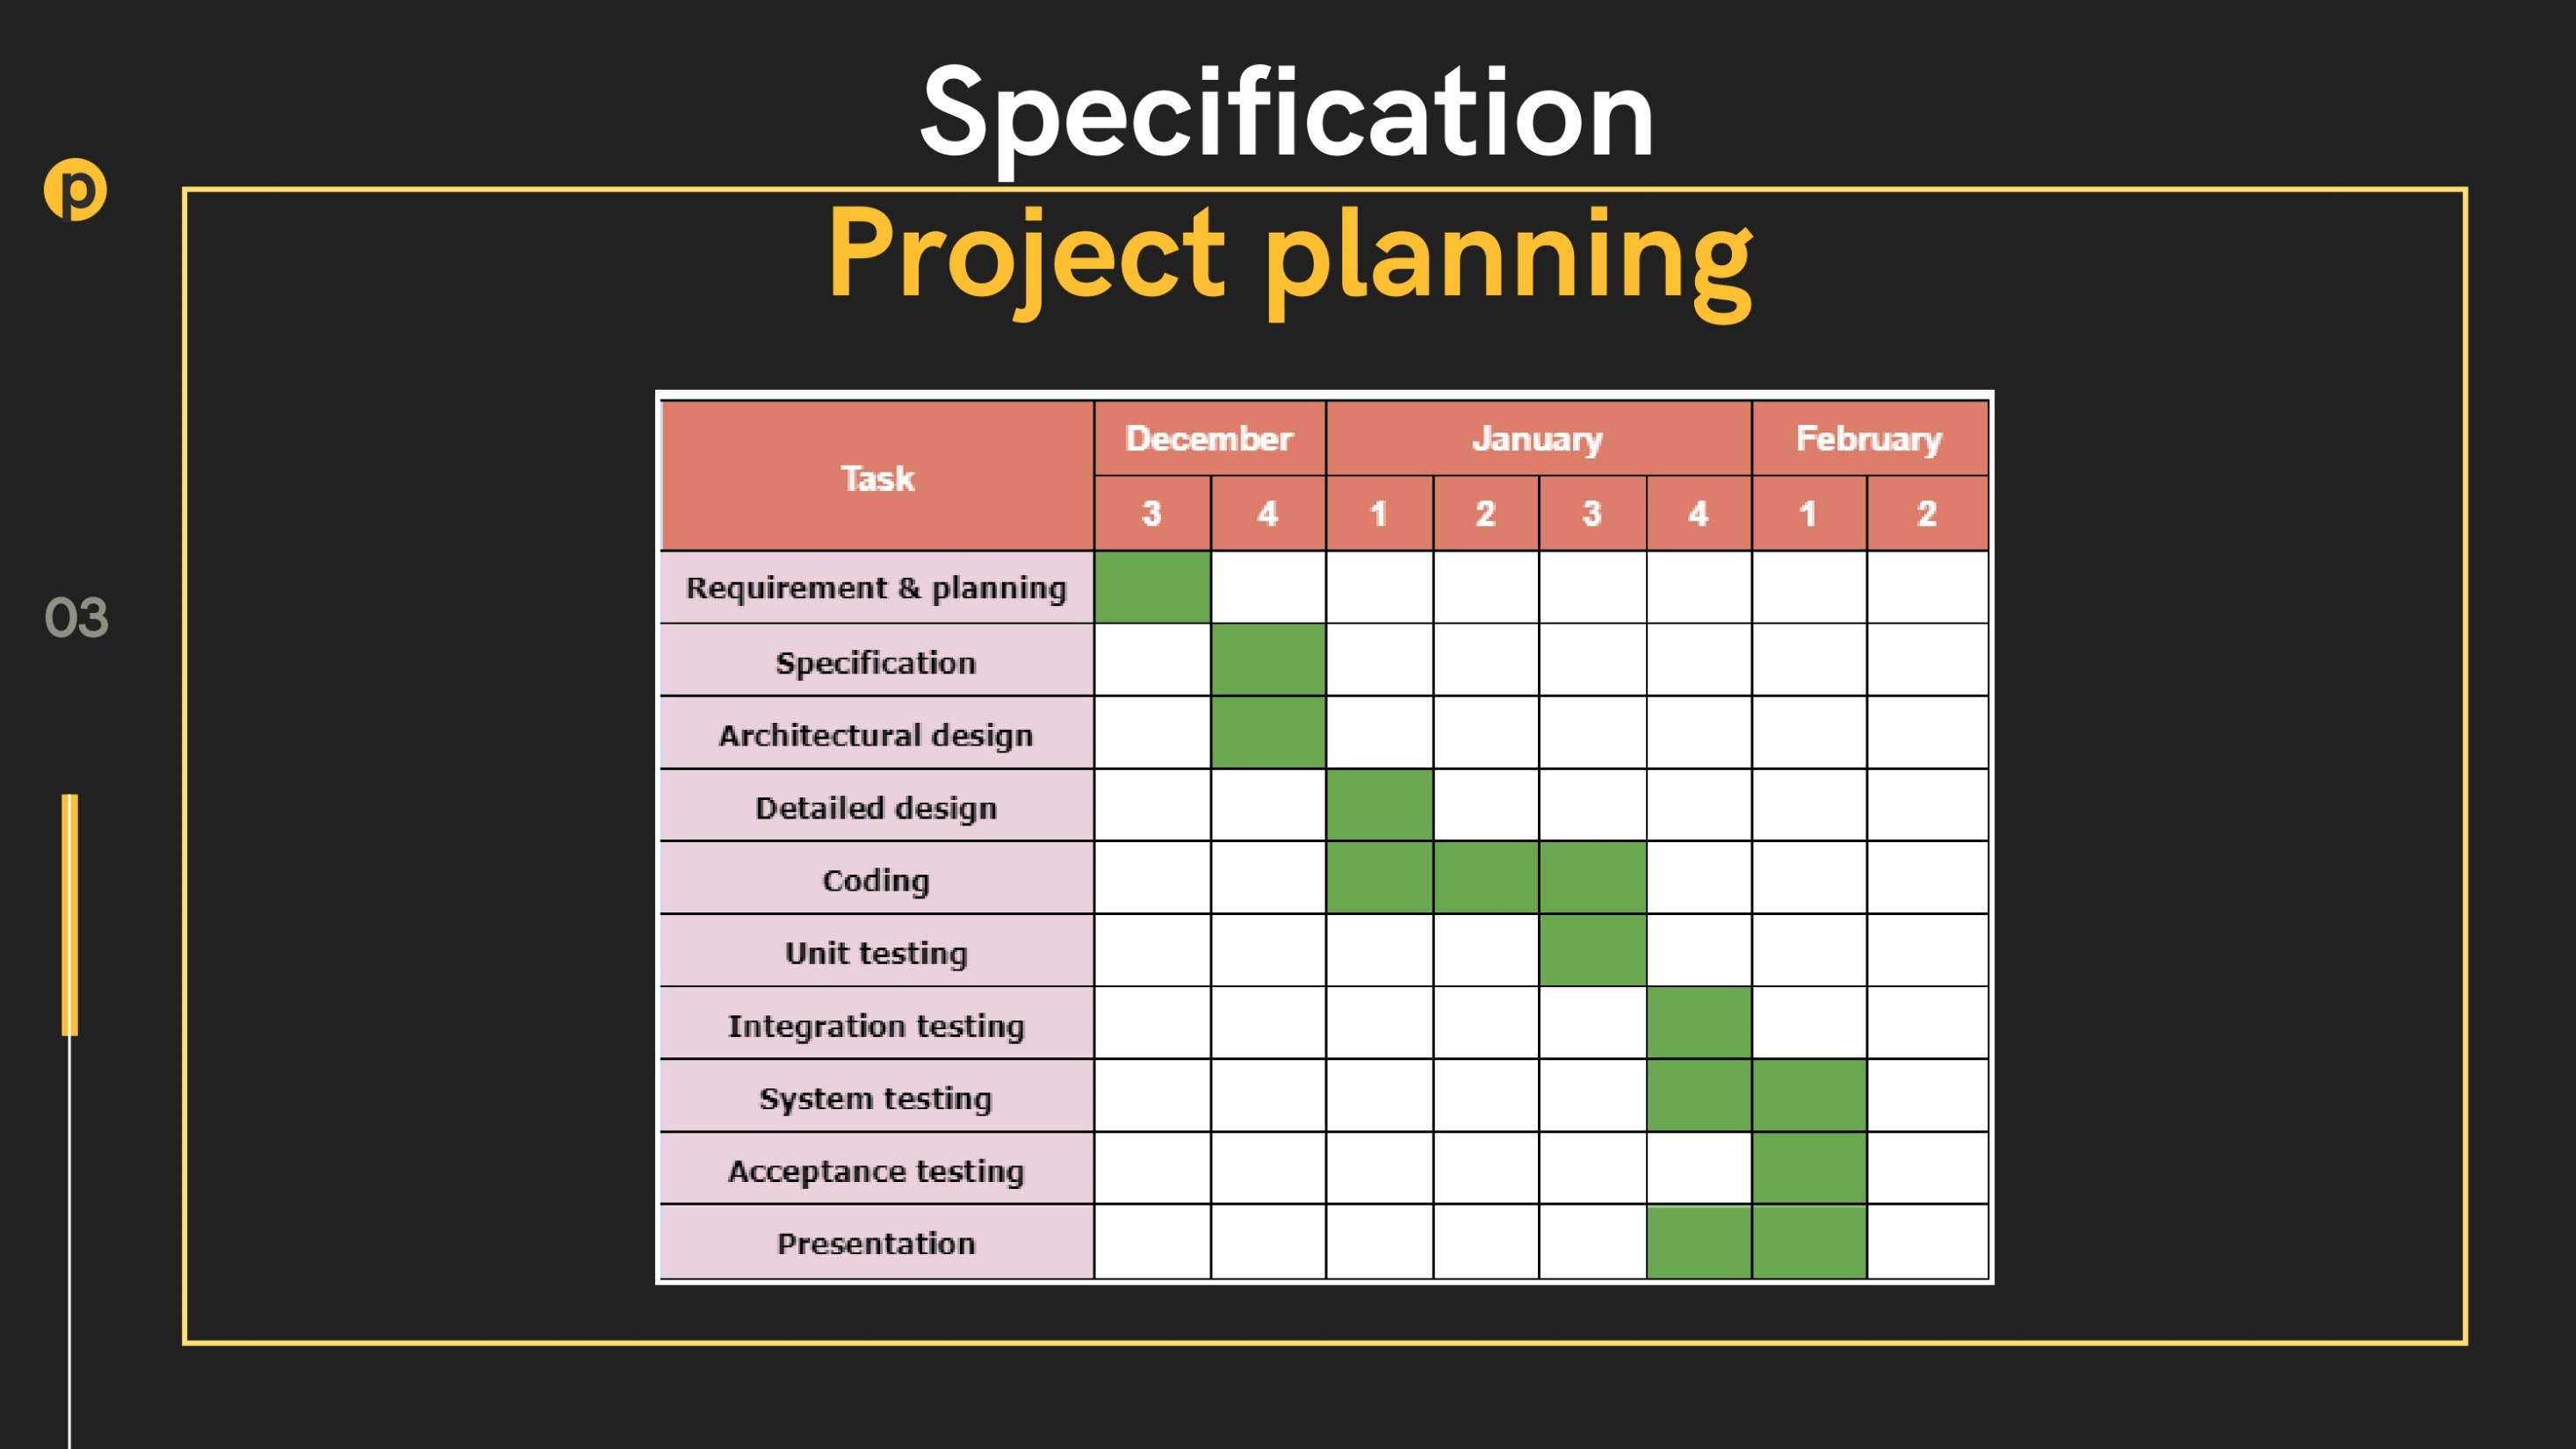 Specification
p
Project planning
Task December January February
3 4 1 2 3 4 1 2
Requirement & planning
03
Specification
Architectural design
Detailed design
Coding
Unit testing
Integration testing
System testing
Acceptance testing
Presentation